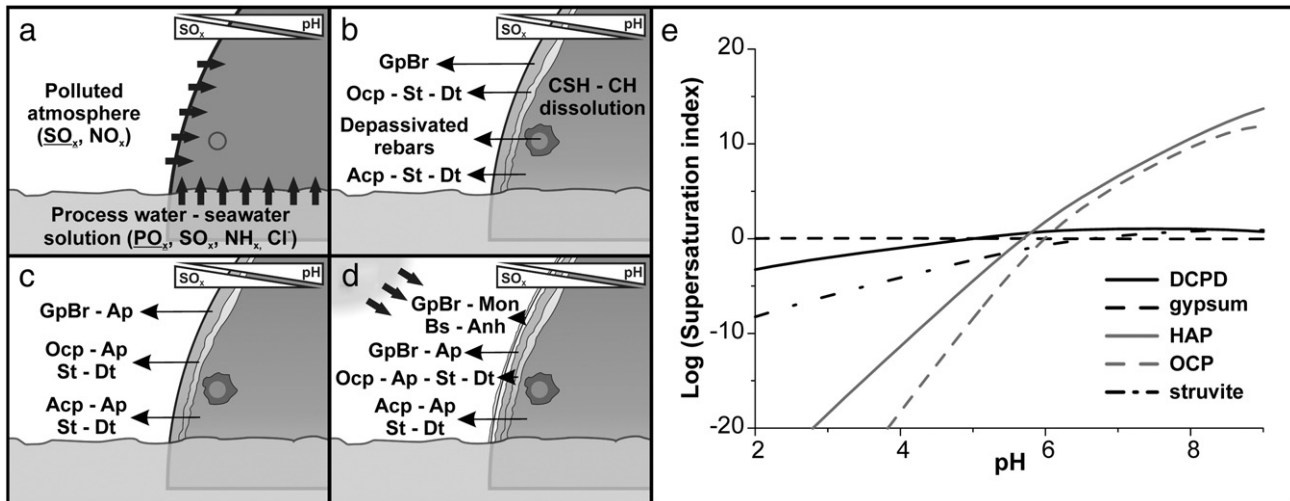 a
SOₓ pH
Polluted
atmosphere
(SOₓ, NOₓ)
Process water - seawater
solution (POₓ, SOₓ, NHₓ, Cl⁻)
b
SOₓ pH
GpBr
CSH - CH
dissolution
Ocp - St - Dt
Depassivated
rebars
Acp - St - Dt
c
SOₓ pH
GpBr - Ap
Ocp - Ap
St - Dt
Acp - Ap
St - Dt
d
SOₓ pH
GpBr - Mon
Bs - Anh
GpBr - Ap
Ocp - Ap - St - Dt
Acp - Ap
St - Dt
e
Log (Supersaturation index)
20
10
0
-10
-20
2 4 6 8
pH
DCPD
gypsum
HAP
OCP
struvite